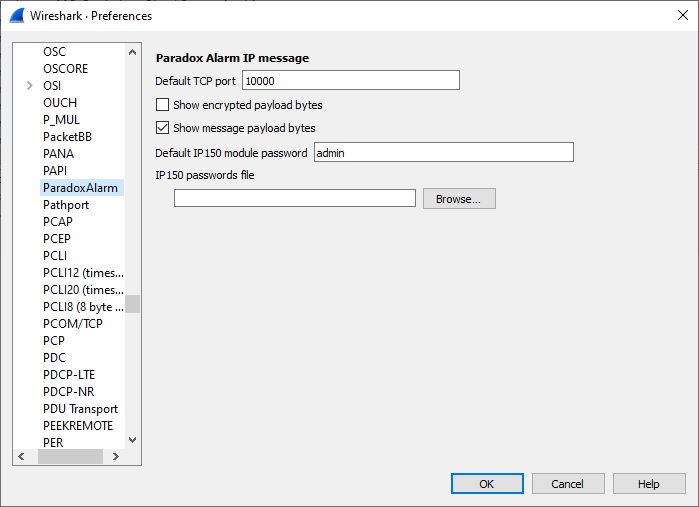 Wireshark · Preferences
OSC
OSCORE
OSI
OUCH
P_MUL
PacketBB
PANA
PAPI
ParadoxAlarm
Pathport
PCAP
PCEP
PCLI
PCLI12 (times...
PCLI20 (times...
PCLI8 (8 byte ...
PCOM/TCP
PCP
PDC
PDCP-LTE
PDCP-NR
PDU Transport
PEEKREMOTE
PER
Paradox Alarm IP message
Default TCP port 10000
Show encrypted payload bytes
Show message payload bytes
Default IP150 module password admin
IP150 passwords file
Browse...
OK Cancel Help